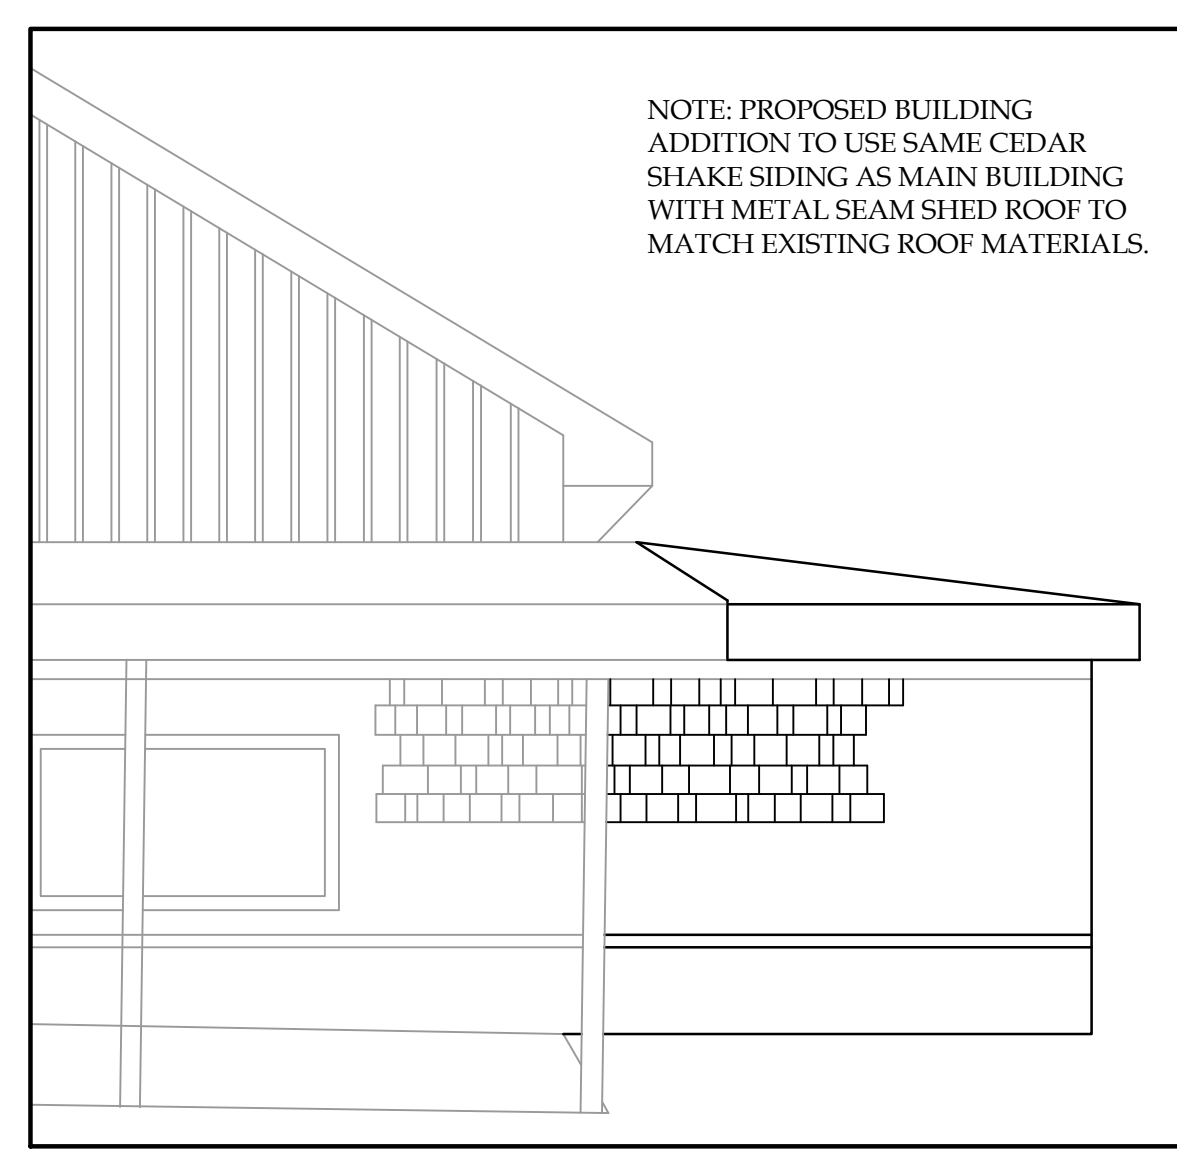 NOTE: PROPOSED BUILDING
ADDITION TO USE SAME CEDAR
SHAKE SIDING AS MAIN BUILDING
WITH METAL SEAM SHED ROOF TO
MATCH EXISTING ROOF MATERIALS.